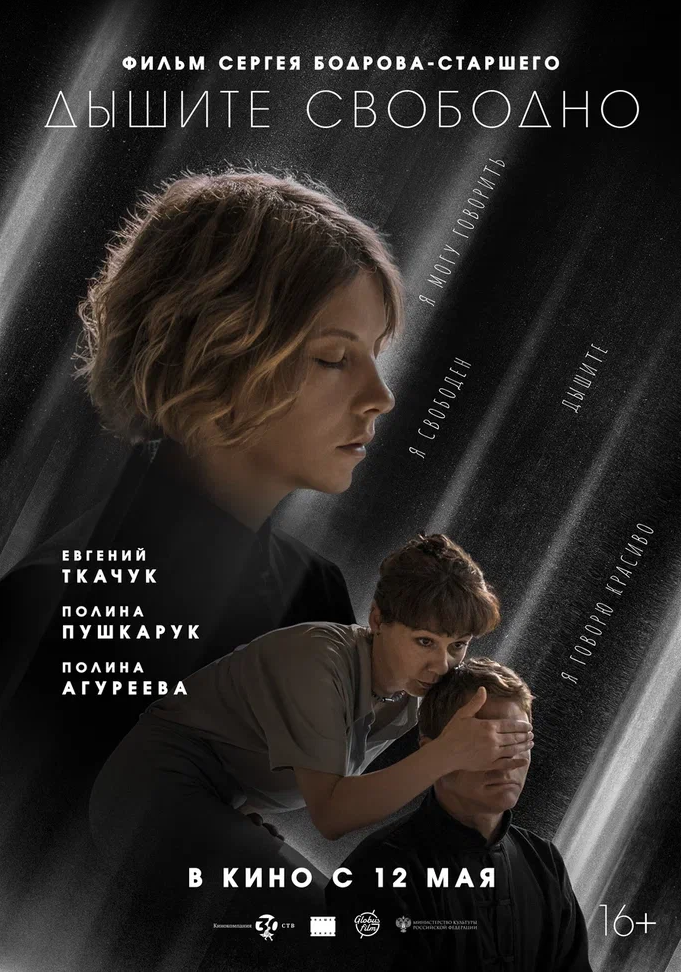 ФИЛЬМ СЕРГЕЯ БОДРОВА-СТАРШЕГО
ДЫШИТЕ СВОБОДНО
Я МОГУ ГОВОРИТЬ
Я СВОБОДЕН
ДЫШИТЕ
Я ГОВОРЮ КРАСИВО
ЕВГЕНИЙ
ТКАЧУК
ПОЛИНА
ПУШКАРУК
ПОЛИНА
АГУРЕЕВА
В КИНО С 12 МАЯ
Кинокомпания СТВ
Globus film
МИНИСТЕРСТВО КУЛЬТУРЫ
РОССИЙСКОЙ ФЕДЕРАЦИИ
16+